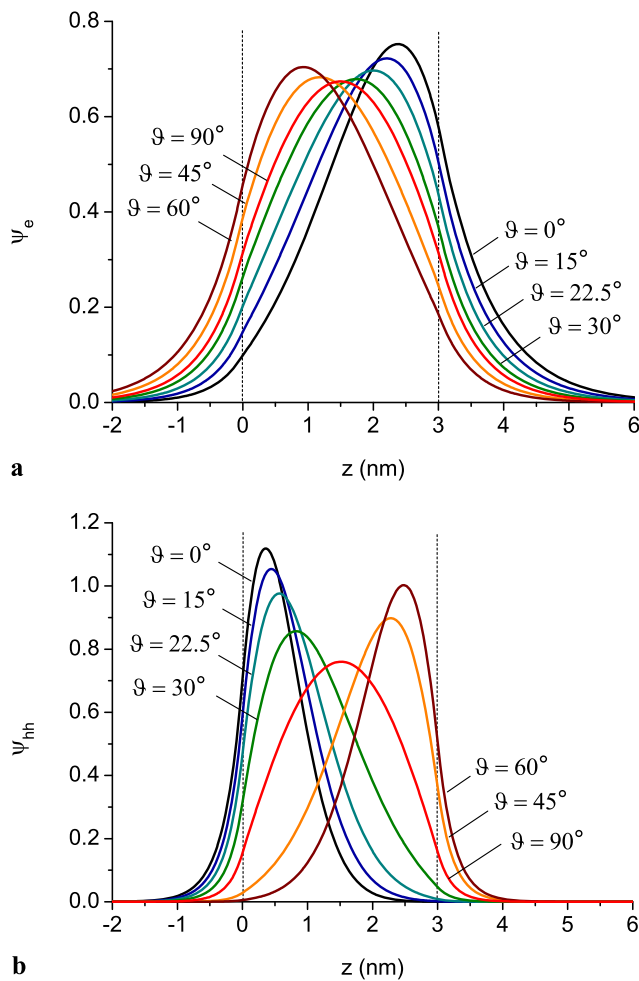 0.8
0.6
0.4
0.2
0.0
ψe
ϑ = 90°
ϑ = 45°
ϑ = 60°
ϑ = 0°
ϑ = 15°
ϑ = 22.5°
ϑ = 30°
-2 -1 0 1 2 3 4 5 6
z (nm)
a
1.2
1.0
0.8
0.6
0.4
0.2
0.0
ψhh
ϑ = 0°
ϑ = 15°
ϑ = 22.5°
ϑ = 30°
ϑ = 60°
ϑ = 45°
ϑ = 90°
-2 -1 0 1 2 3 4 5 6
z (nm)
b